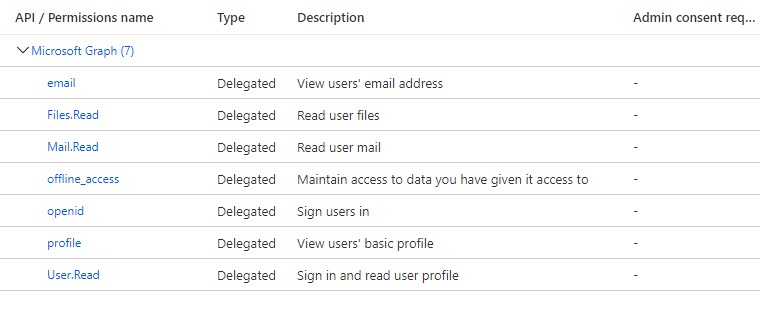 API / Permissions name Type Description Admin consent req...
Microsoft Graph (7)
email Delegated View users' email address -
Files.Read Delegated Read user files -
Mail.Read Delegated Read user mail -
offline_access Delegated Maintain access to data you have given it access to -
openid Delegated Sign users in -
profile Delegated View users' basic profile -
User.Read Delegated Sign in and read user profile -